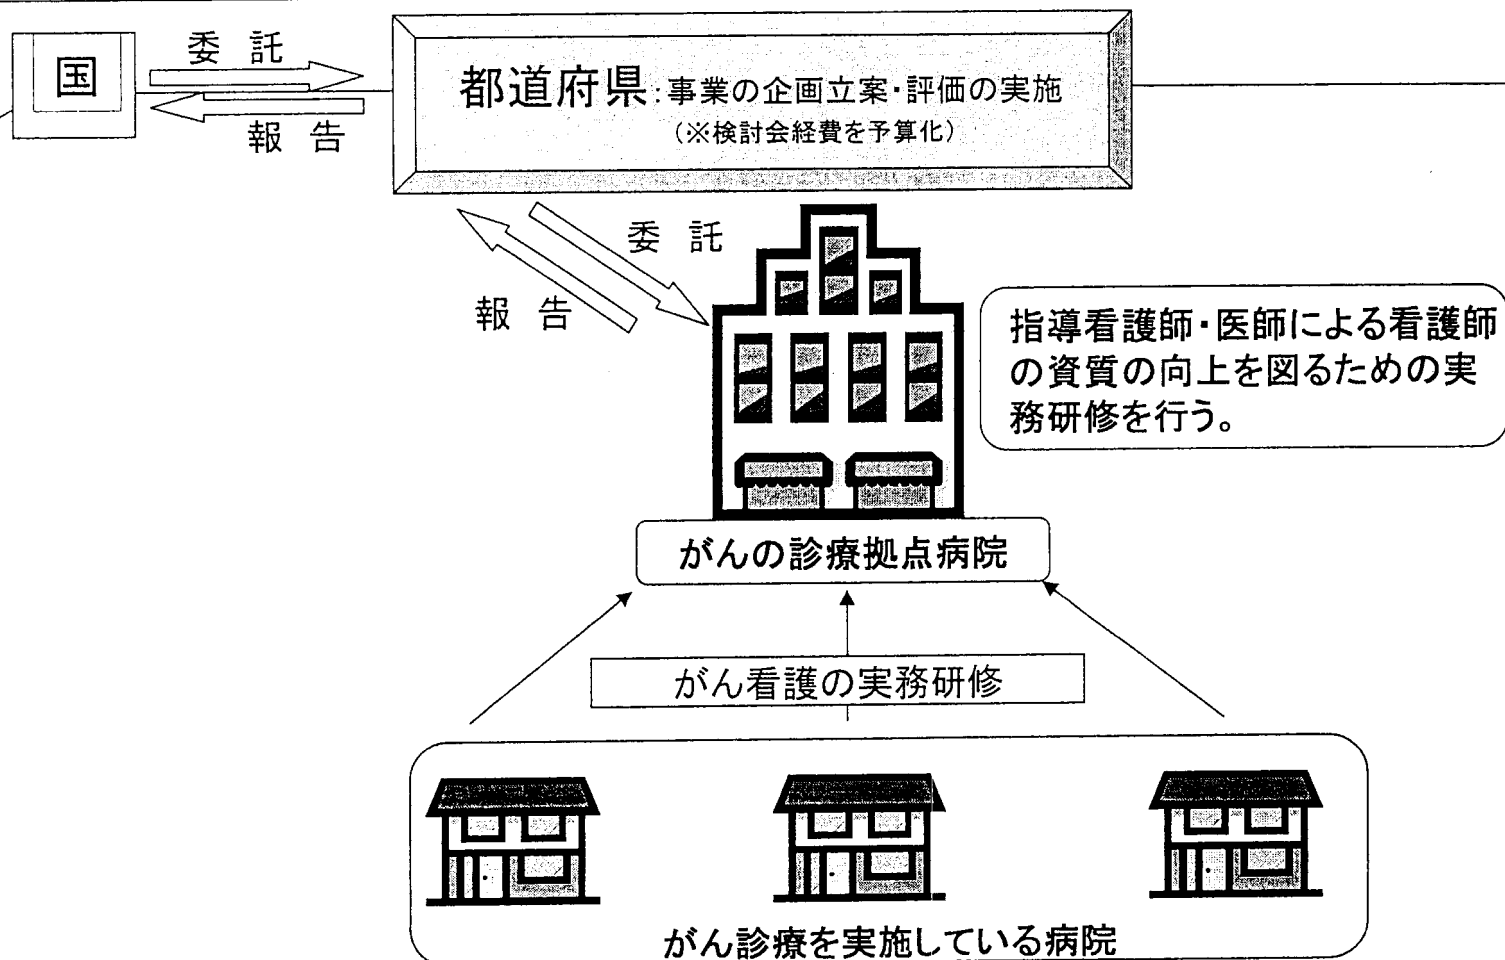 国
委 託
報 告
都道府県:事業の企画立案・評価の実施
(※検討会経費を予算化)
委 託
報 告
指導看護師・医師による看護師
の資質の向上を図るための実
務研修を行う。
がんの診療拠点病院
がん看護の実務研修
がん診療を実施している病院